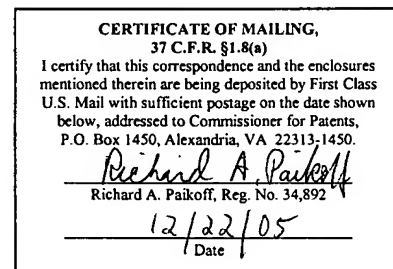 CERTIFICATE OF MAILING,
37 C.F.R. §1.8(a)
I certify that this correspondence and the enclosures
mentioned therein are being deposited by First Class
U.S. Mail with sufficient postage on the date shown
below, addressed to Commissioner for Patents,
P.O. Box 1450, Alexandria, VA 22313-1450.
Richard A. Paikoff
Richard A. Paikoff, Reg. No. 34,892
12/22/05
Date